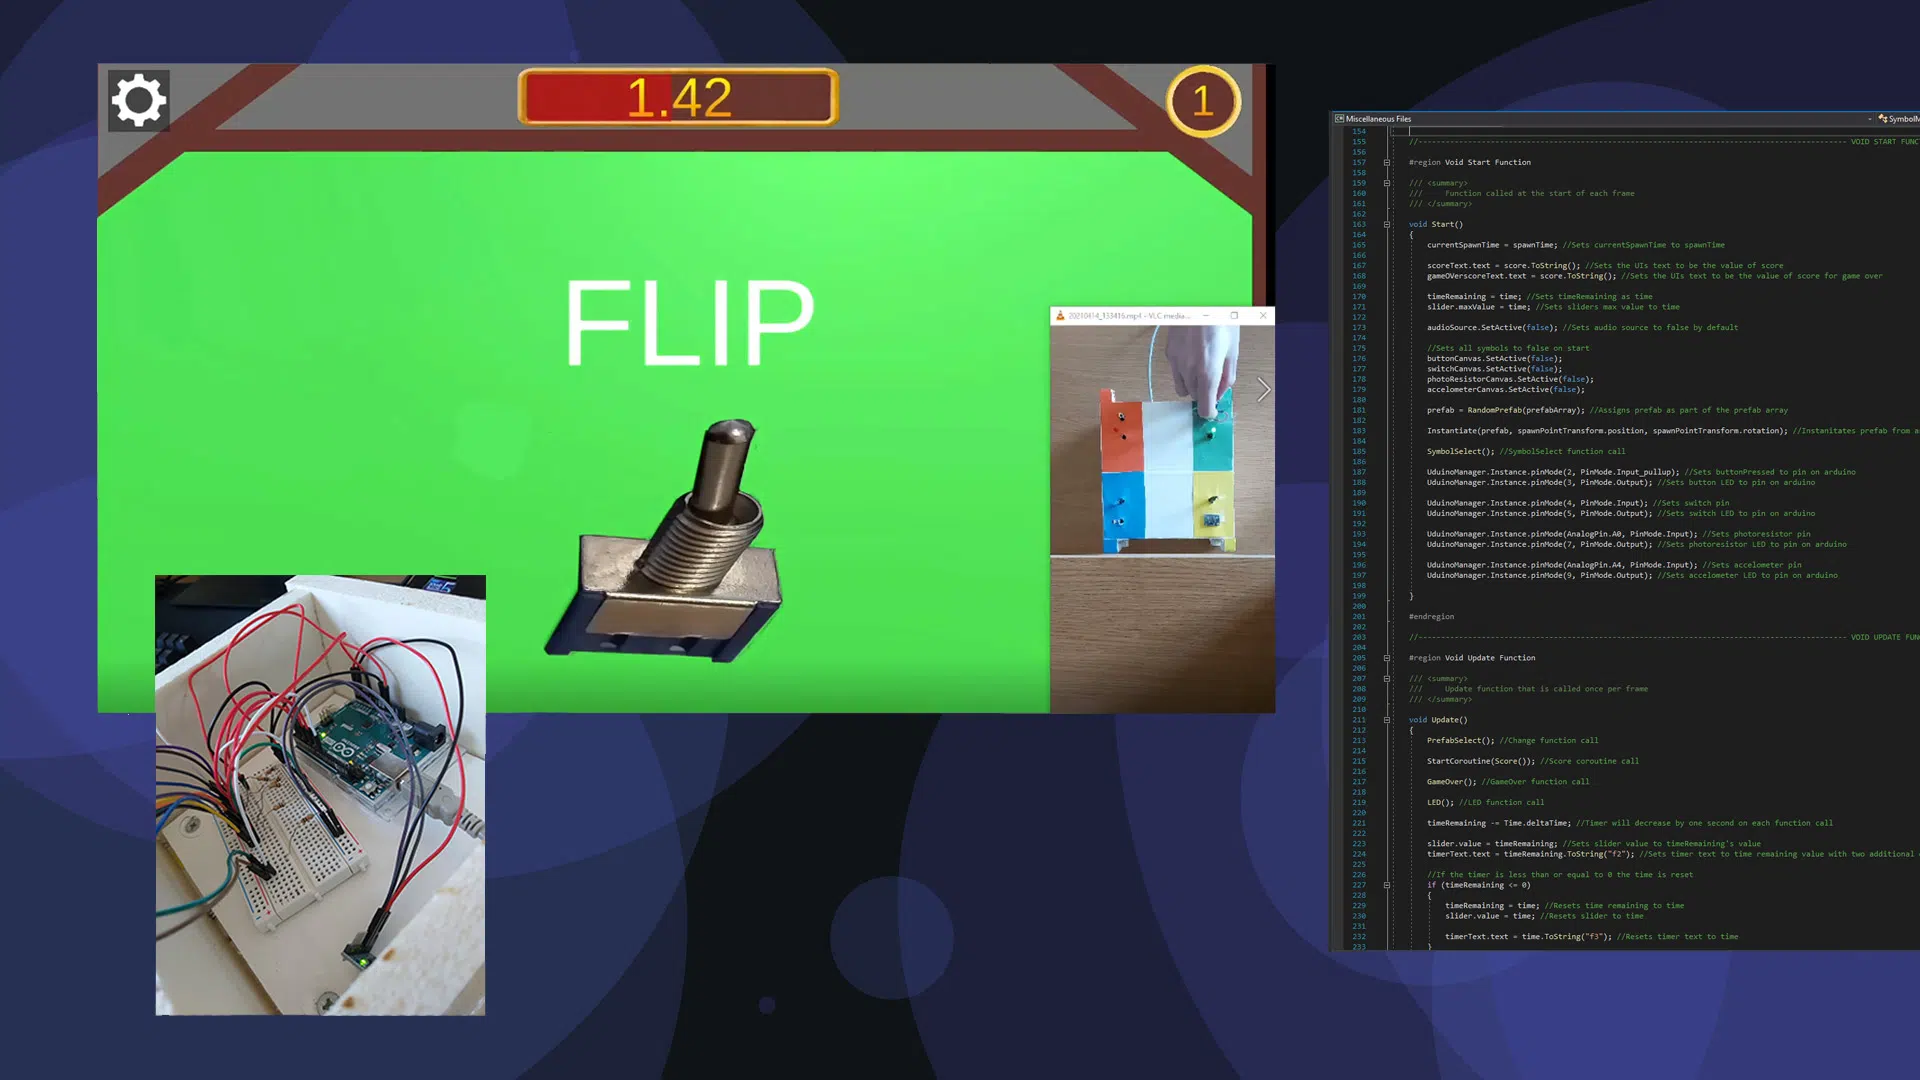 1.42
1
FLIP
20210414_133416.mp4 - VLC media...
Miscellaneous Files
154
155 //---- VOID START FUNC
156
157 #region Void Start Function
158
159 /// <summary>
160 /// Function called at the start of each frame
161 /// </summary>
162
163 void Start()
164 {
165 currentSpawnTime = spawnTime; //Sets currentSpawnTime to spawnTime
166
167 scoreText.text = score.ToString(); //Sets the UIs text to be the value of score
168 gameOVerscoreText.text = score.ToString(); //Sets the UIs text to be the value of score for game over
169
170 timeRemaining = time; //Sets timeRemaining as time
171 slider.maxValue = time; //Sets sliders max value to time
172
173 audioSource.SetActive(false); //Sets audio source to false by default
174
175 //Sets all symbols to false on start
176 buttonCanvas.SetActive(false);
177 switchCanvas.SetActive(false);
178 photoResistorCanvas.SetActive(false);
179 accelometerCanvas.SetActive(false);
180
181 prefab = RandomPrefab(prefabArray); //Assigns prefab as part of the prefab array
182
183 Instantiate(prefab, spawnPointTransform.position, spawnPointTransform.rotation); //Instanitates prefab from a
184
185 SymbolSelect(); //SymbolSelect function call
186
187 UduinoManager.Instance.pinMode(2, PinMode.Input_pullup); //Sets buttonPressed to pin on arduino
188 UduinoManager.Instance.pinMode(3, PinMode.Output); //Sets button LED to pin on arduino
189
190 UduinoManager.Instance.pinMode(4, PinMode.Input); //Sets switch pin
191 UduinoManager.Instance.pinMode(5, PinMode.Output); //Sets switch LED to pin on arduino
192
193 UduinoManager.Instance.pinMode(AnalogPin.A0, PinMode.Input); //Sets photoresistor pin
194 UduinoManager.Instance.pinMode(7, PinMode.Output); //Sets photoresistor LED to pin on arduino
195
196 UduinoManager.Instance.pinMode(AnalogPin.A4, PinMode.Input); //Sets accelometer pin
197 UduinoManager.Instance.pinMode(9, PinMode.Output); //Sets accelometer LED to pin on arduino
198
199 }
200
201 #endregion
202
203 //---- VOID UPDATE FUN
204
205 #region Void Update Function
206
207 /// <summary>
208 /// Update function that is called once per frame
209 /// </summary>
210
211 void Update()
212 {
213 PrefabSelect(); //Change function call
214
215 StartCoroutine(Score()); //Score coroutine call
216
217 GameOver(); //GameOver function call
218
219 LED(); //LED function call
220
221 timeRemaining -= Time.deltaTime; //Timer will decrease by one second on each function call
222
223 slider.value = timeRemaining; //Sets slider value to timeRemaining's value
224 timerText.text = timeRemaining.ToString("f2"); //Sets timer text to time remaining value with two additional
225
226 //If the timer is less than or equal to 0 the time is reset
227 if (timeRemaining <= 0)
228 {
229 timeRemaining = time; //Resets time remaining to time
230 slider.value = time; //Resets slider to time
231
232 timerText.text = time.ToString("f3"); //Resets timer text to time
233 }